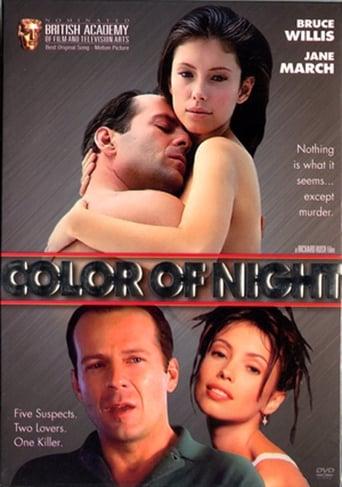 NOMINATED
BRITISH ACADEMY
OF FILM AND TELEVISION ARTS
Best Original Song - Motion Picture
BRUCE
WILLIS
JANE
MARCH
Nothing
is what it
seems...
except
murder.
A RICHARD RUSH Film
COLOR OF NIGHT
Five Suspects.
Two Lovers.
One Killer.
DVD